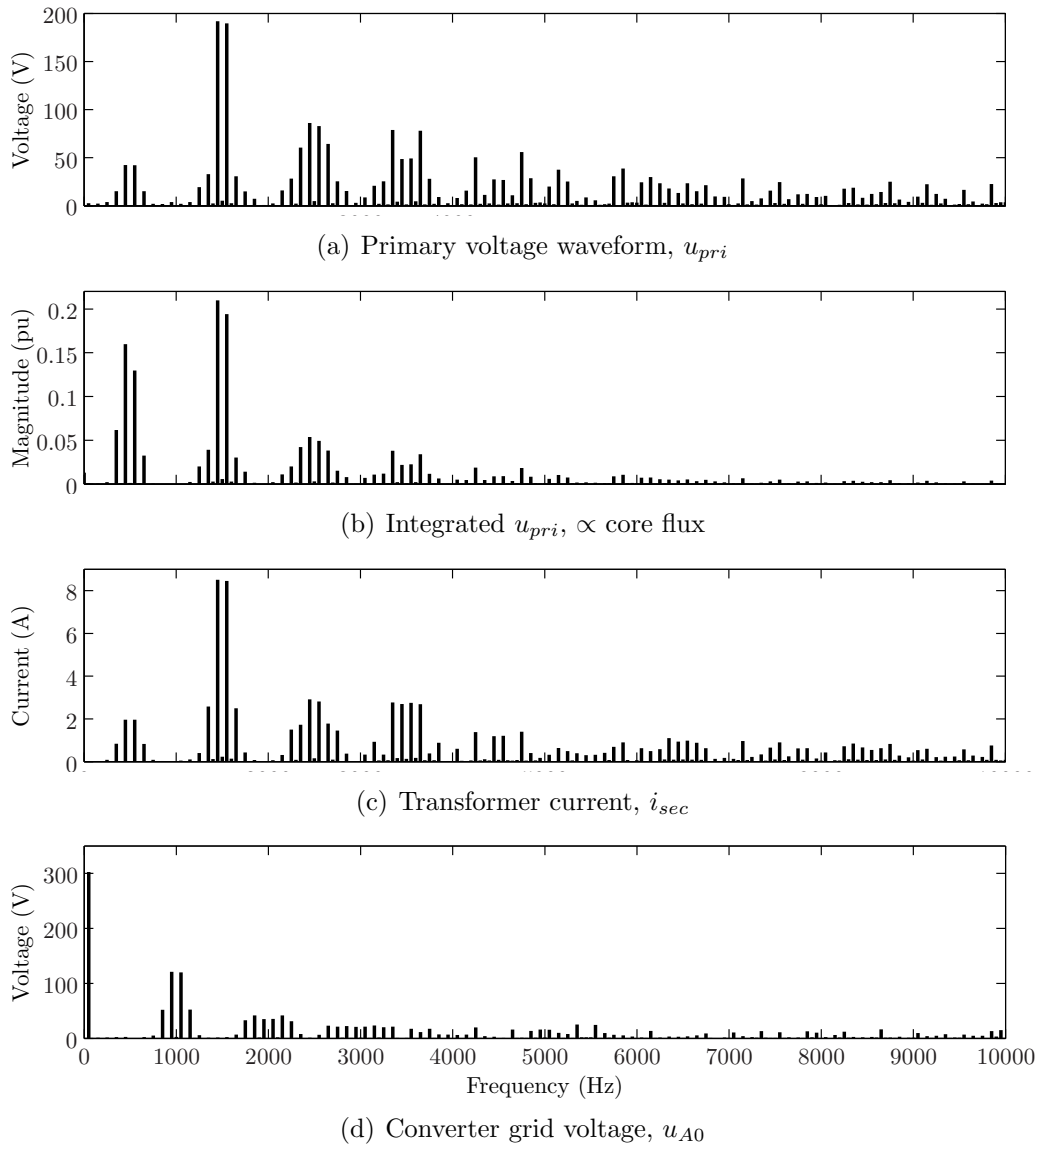 200
150
100
50
0
Voltage (V)
(a) Primary voltage waveform, u_pri
0.2
0.15
0.1
0.05
0
Magnitude (pu)
(b) Integrated u_pri, ∝ core flux
8
6
4
2
0
Current (A)
(c) Transformer current, i_sec
300
200
100
0
Voltage (V)
0 1000 2000 3000 4000 5000 6000 7000 8000 9000 10000
Frequency (Hz)
(d) Converter grid voltage, u_A0